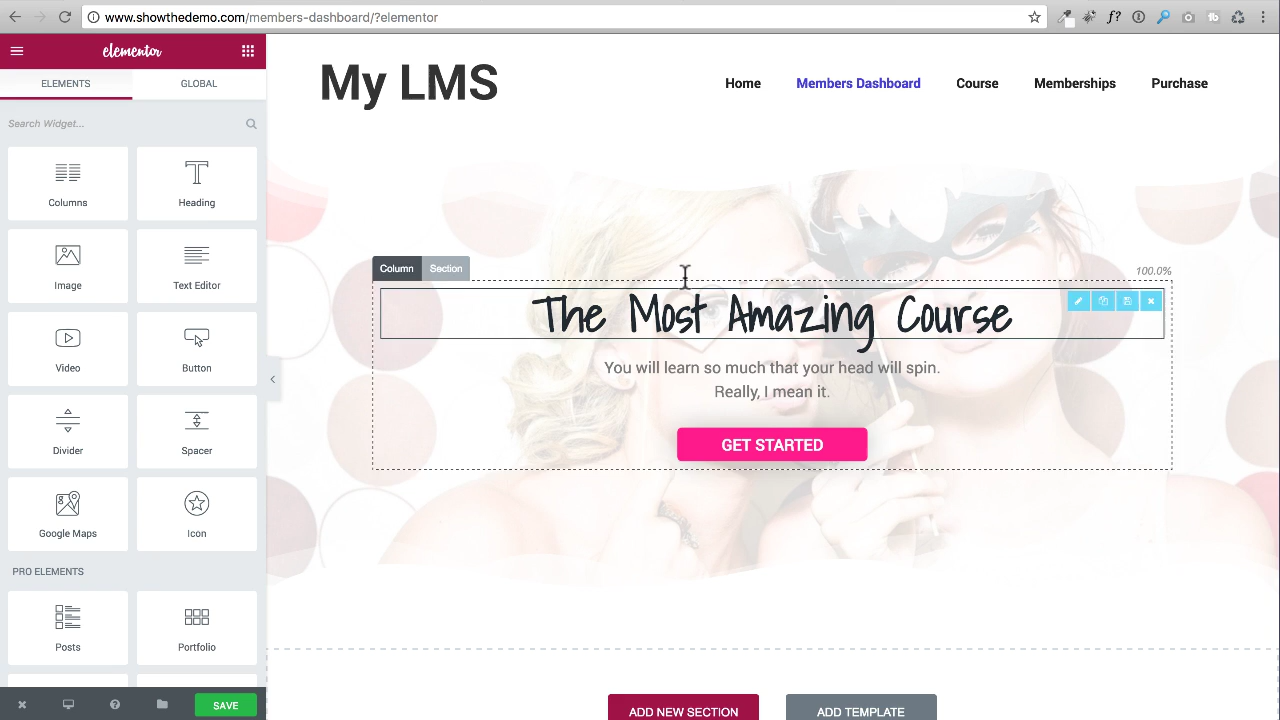 www.showthedemo.com/members-dashboard/?elementor
elementor
ELEMENTS
GLOBAL
Search Widget...
Columns
Heading
Image
Text Editor
Video
Button
Divider
Spacer
Google Maps
Icon
PRO ELEMENTS
Posts
Portfolio
SAVE
My LMS
Home
Members Dashboard
Course
Memberships
Purchase
Column
Section
100.0%
The Most Amazing Course
You will learn so much that your head will spin.
Really, I mean it.
GET STARTED
ADD NEW SECTION
ADD TEMPLATE